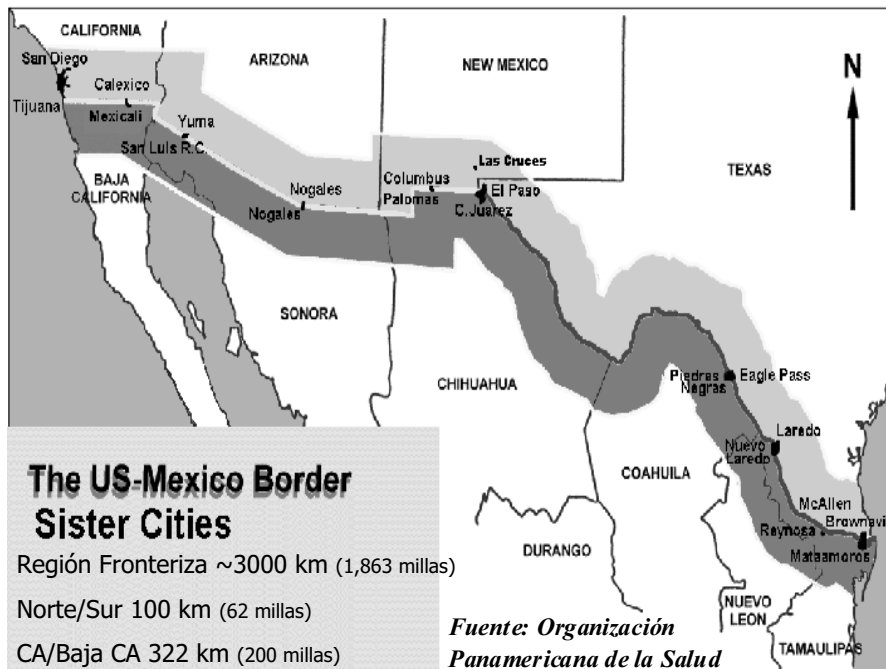 CALIFORNIA
San Diego
ARIZONA
NEW MEXICO
N
Calexico
Tijuana
Mexicali
Yuma
San Luis R.C.
Las Cruces
TEXAS
BAJA
CALIFORNIA
Nogales
Columbus
El Paso
Nogales
Palomas
C.Juarez
SONORA
CHIHUAHUA
Piedras
Negras
Eagle Pass
Laredo
Nuevo
Laredo
COAHUILA
McAllen
Brownsvi
Reynosa
Mataamoros
DURANGO
NUEVO
LEON
TAMAULIPAS
The US-Mexico Border
Sister Cities
Región Fronteriza ~3000 km (1,863 millas)
Norte/Sur 100 km (62 millas)
CA/Baja CA 322 km (200 millas)
Fuente: Organización
Panamericana de la Salud